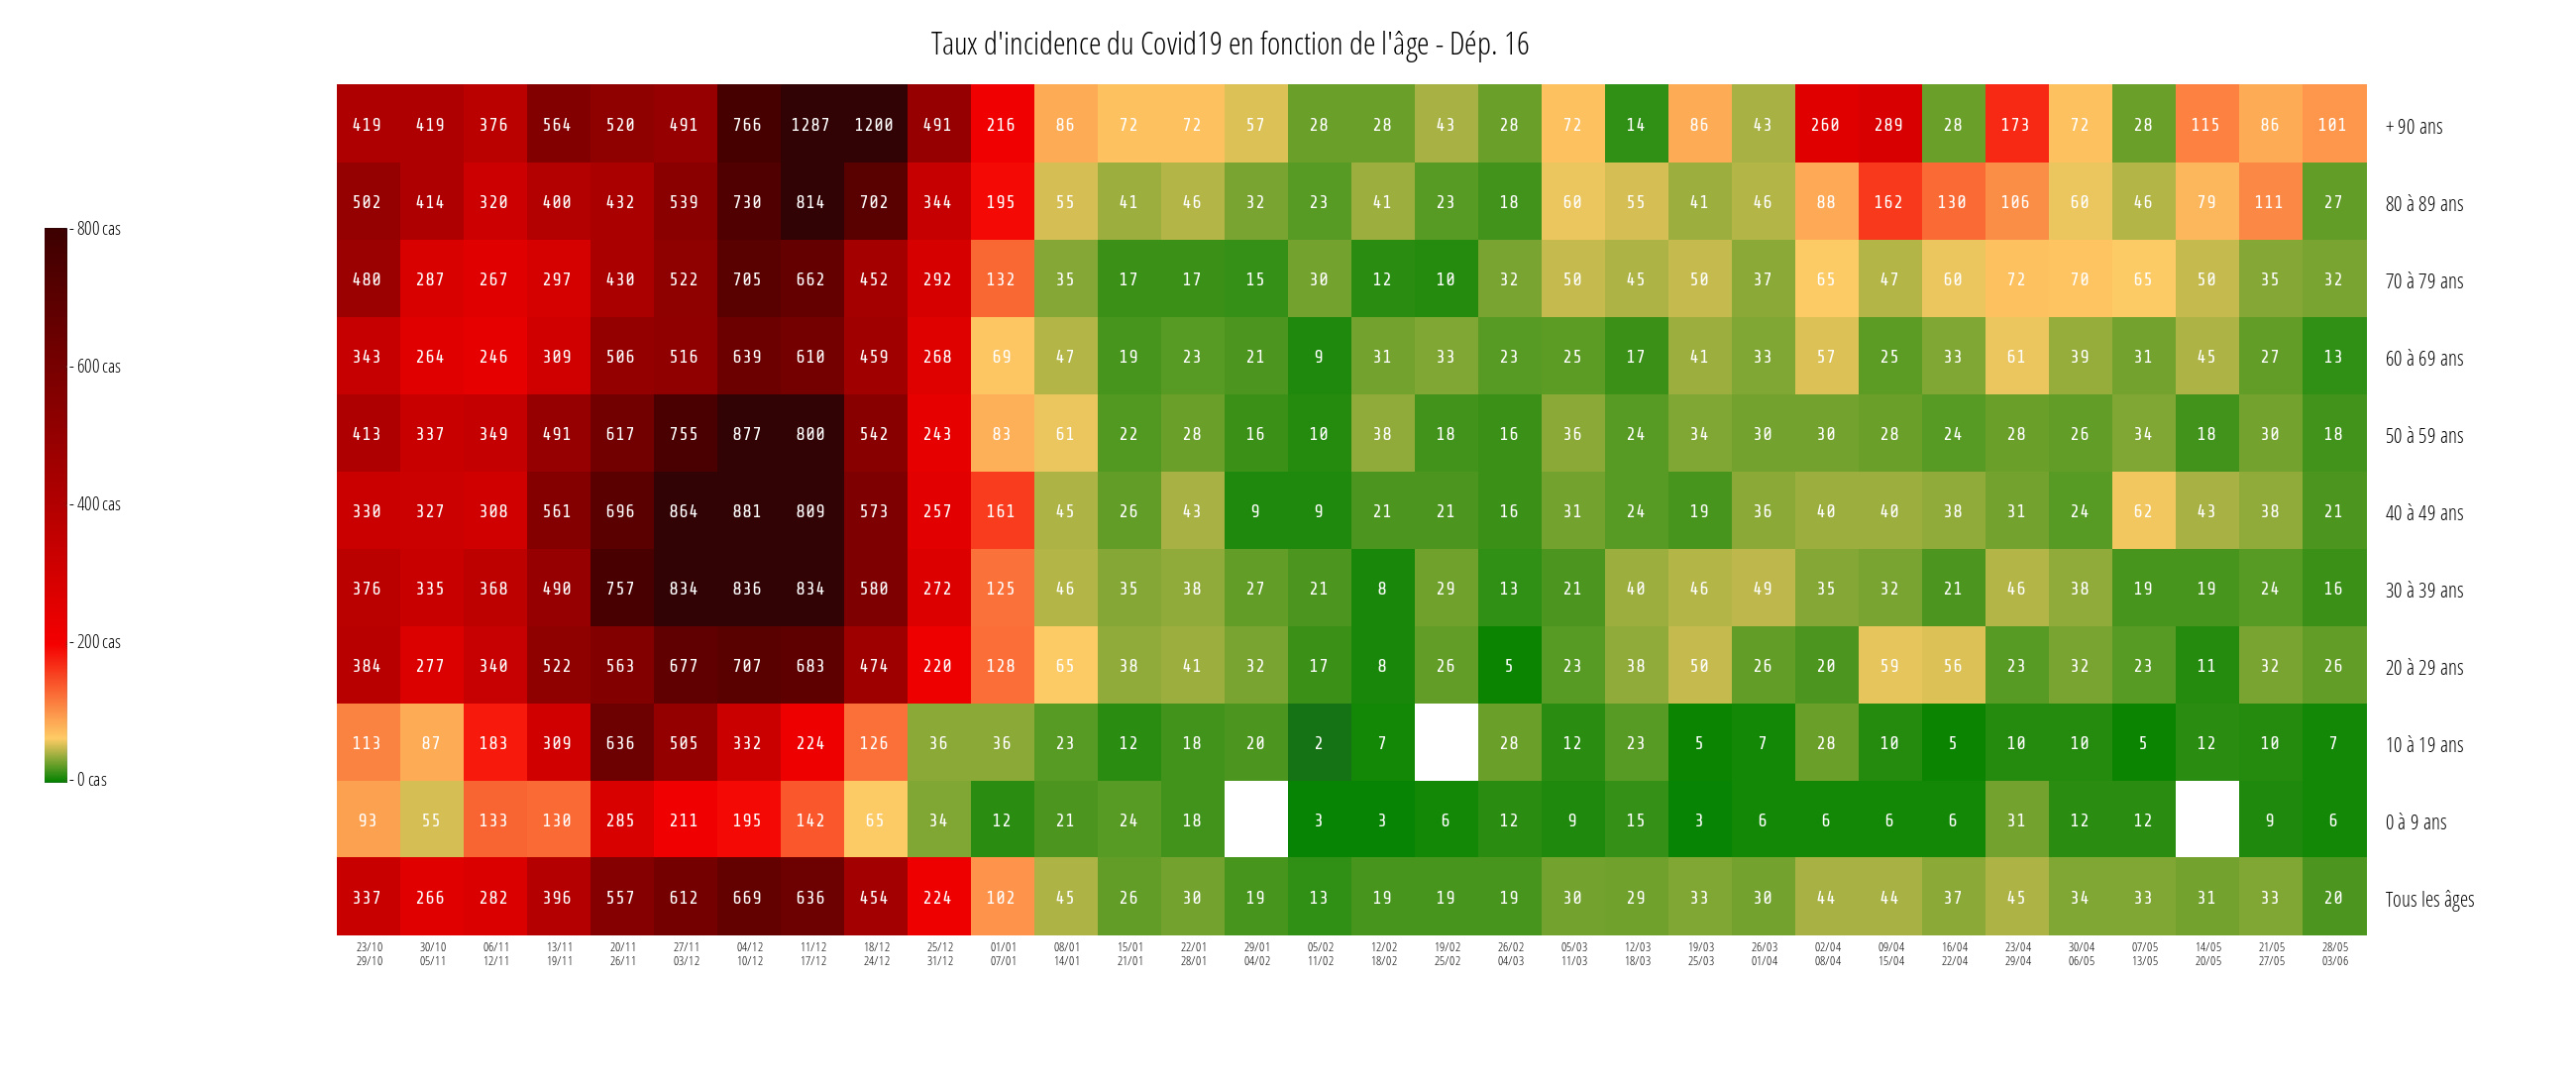 Taux d'incidence du Covid19 en fonction de l'âge - Dép. 16
- 800 cas
- 600 cas
- 400 cas
- 200 cas
- 0 cas
419 419 376 564 520 491 766 1287 1200 491 216 86 72 72 57 28 28 43 28 72 14 86 43 260 289 28 173 72 28 115 86 101 + 90 ans
502 414 320 400 432 539 730 814 702 344 195 55 41 46 32 23 41 23 18 60 55 41 46 88 162 130 106 60 46 79 111 27 80 à 89 ans
480 287 267 297 430 522 705 662 452 292 132 35 17 17 15 30 12 10 32 50 45 50 37 65 47 60 72 70 65 50 35 32 70 à 79 ans
343 264 246 309 506 516 639 610 459 268 69 47 19 23 21 9 31 33 23 25 17 41 33 57 25 33 61 39 31 45 27 13 60 à 69 ans
413 337 349 491 617 755 877 800 542 243 83 61 22 28 16 10 38 18 16 36 24 34 30 30 28 24 28 26 34 18 30 18 50 à 59 ans
330 327 308 561 696 864 881 809 573 257 161 45 26 43 9 9 21 21 16 31 24 19 36 40 40 38 31 24 62 43 38 21 40 à 49 ans
376 335 368 490 757 834 836 834 580 272 125 46 35 38 27 21 8 29 13 21 40 46 49 35 32 21 46 38 19 19 24 16 30 à 39 ans
384 277 340 522 563 677 707 683 474 220 128 65 38 41 32 17 8 26 5 23 38 50 26 20 59 56 23 32 23 11 32 26 20 à 29 ans
113 87 183 309 636 505 332 224 126 36 36 23 12 18 20 2 7 28 12 23 5 7 28 10 5 10 10 5 12 10 7 10 à 19 ans
93 55 133 130 285 211 195 142 65 34 12 21 24 18 3 3 6 12 9 15 3 6 6 6 6 31 12 12 9 6 0 à 9 ans
337 266 282 396 557 612 669 636 454 224 102 45 26 30 19 13 19 19 19 30 29 33 30 44 44 37 45 34 33 31 33 20 Tous les âges
23/10 30/10 06/11 13/11 20/11 27/11 04/12 11/12 18/12 25/12 01/01 08/01 15/01 22/01 29/01 05/02 12/02 19/02 26/02 05/03 12/03 19/03 26/03 02/04 09/04 16/04 23/04 30/04 07/05 14/05 21/05 28/05
29/10 05/11 12/11 19/11 26/11 03/12 10/12 17/12 24/12 31/12 07/01 14/01 21/01 28/01 04/02 11/02 18/02 25/02 04/03 11/03 18/03 25/03 01/04 08/04 15/04 22/04 29/04 06/05 13/05 20/05 27/05 03/06